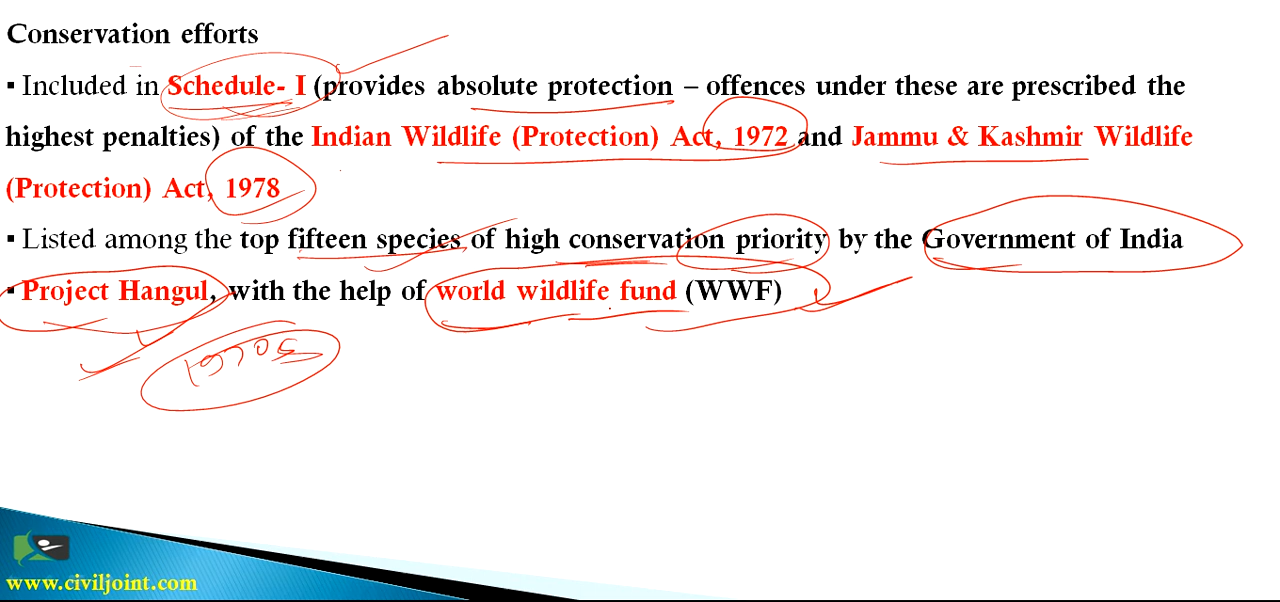 Conservation efforts
▪ Included in Schedule- I (provides absolute protection – offences under these are prescribed the
highest penalties) of the Indian Wildlife (Protection) Act, 1972 and Jammu & Kashmir Wildlife
(Protection) Act, 1978
▪ Listed among the top fifteen species of high conservation priority by the Government of India
▪ Project Hangul, with the help of world wildlife fund (WWF)
www.civiljoint.com